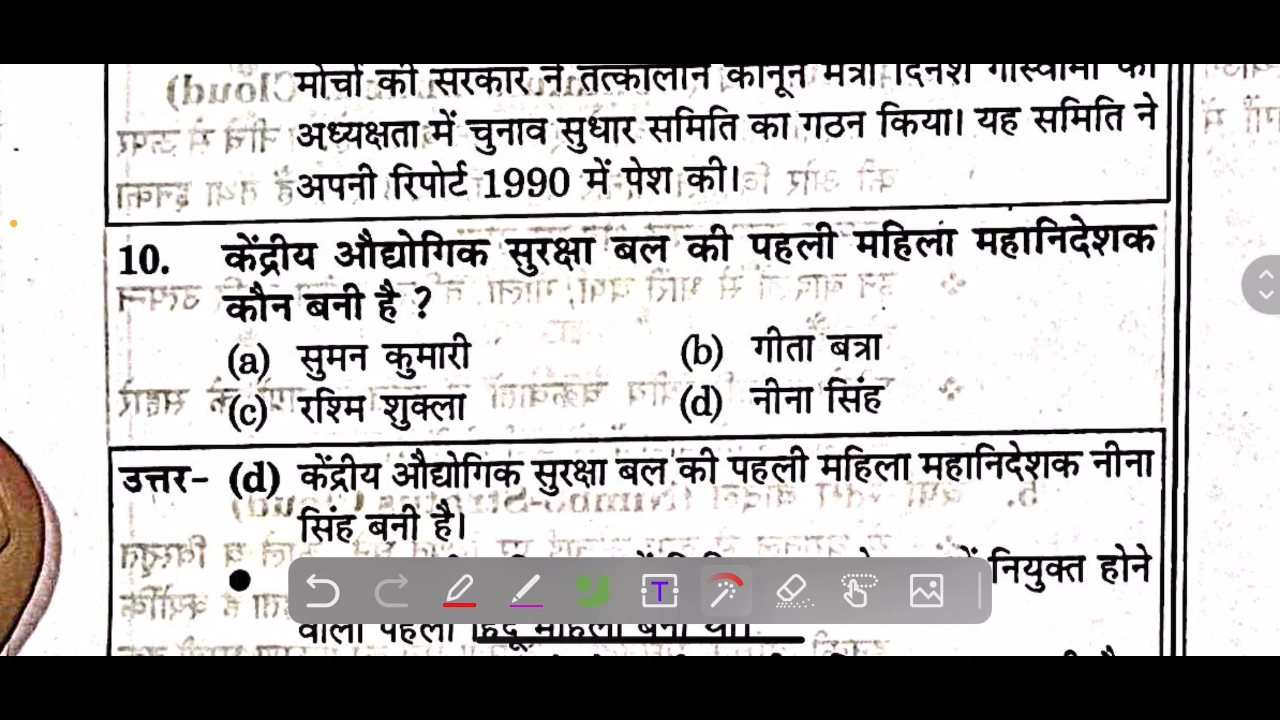 मोर्चा की सरकार ने तत्कालीन कानून मंत्री दिनेश गोस्वामी की
अध्यक्षता में चुनाव सुधार समिति का गठन किया। यह समिति ने
अपनी रिपोर्ट 1990 में पेश की।
10. केंद्रीय औद्योगिक सुरक्षा बल की पहली महिला महानिदेशक
कौन बनी है ?
(a) सुमन कुमारी (b) गीता बत्रा
(c) रश्मि शुक्ला (d) नीना सिंह
उत्तर- (d) केंद्रीय औद्योगिक सुरक्षा बल की पहली महिला महानिदेशक नीना
सिंह बनी है।
नियुक्त होने
वाली पहली हिंदू महिला बनी थी।
T